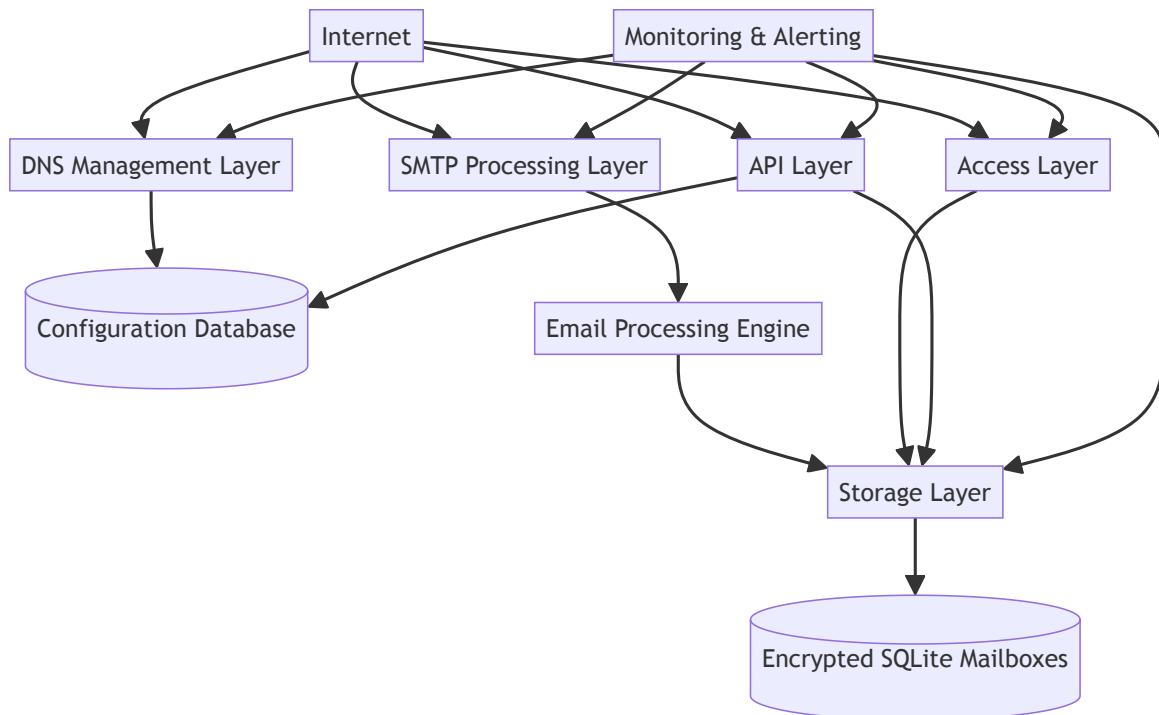 Internet
Monitoring & Alerting
DNS Management Layer
SMTP Processing Layer
API Layer
Access Layer
Configuration Database
Email Processing Engine
Storage Layer
Encrypted SQLite Mailboxes